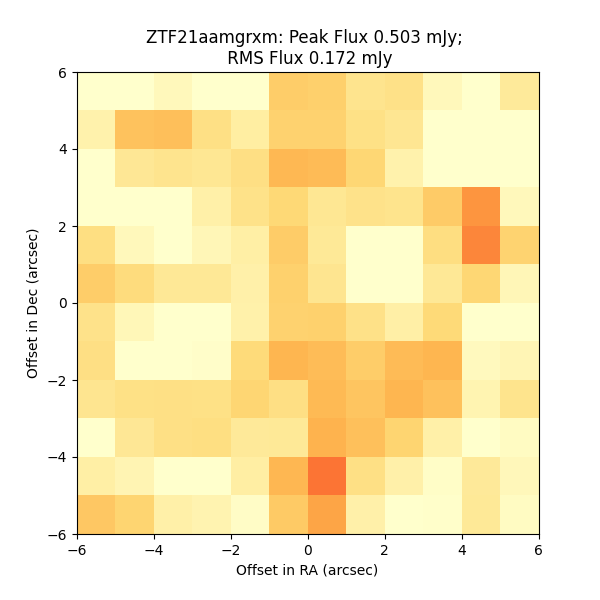 ZTF21aamgrxm: Peak Flux 0.503 mJy;
RMS Flux 0.172 mJy
6
4
2
0
−2
−4
−6
Offset in Dec (arcsec)
−6 −4 −2 0 2 4 6
Offset in RA (arcsec)